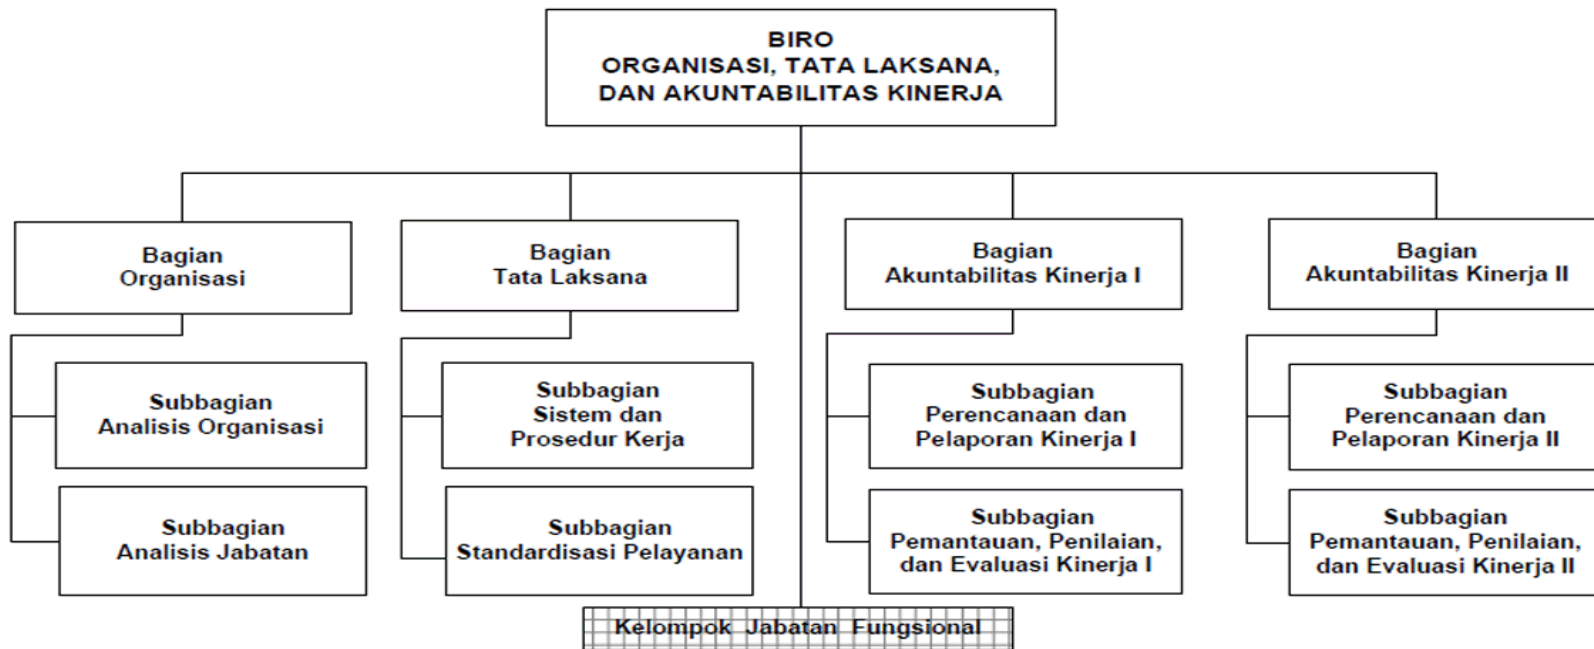 BIRO
ORGANISASI, TATA LAKSANA,
DAN AKUNTABILITAS KINERJA
Bagian
Organisasi
Bagian
Tata Laksana
Bagian
Akuntabilitas Kinerja I
Bagian
Akuntabilitas Kinerja II
Subbagian
Analisis Organisasi
Subbagian
Sistem dan
Prosedur Kerja
Subbagian
Perencanaan dan
Pelaporan Kinerja I
Subbagian
Perencanaan dan
Pelaporan Kinerja II
Subbagian
Analisis Jabatan
Subbagian
Standardisasi Pelayanan
Subbagian
Pemantauan, Penilaian,
dan Evaluasi Kinerja I
Subbagian
Pemantauan, Penilaian,
dan Evaluasi Kinerja II
Kelompok Jabatan Fungsional